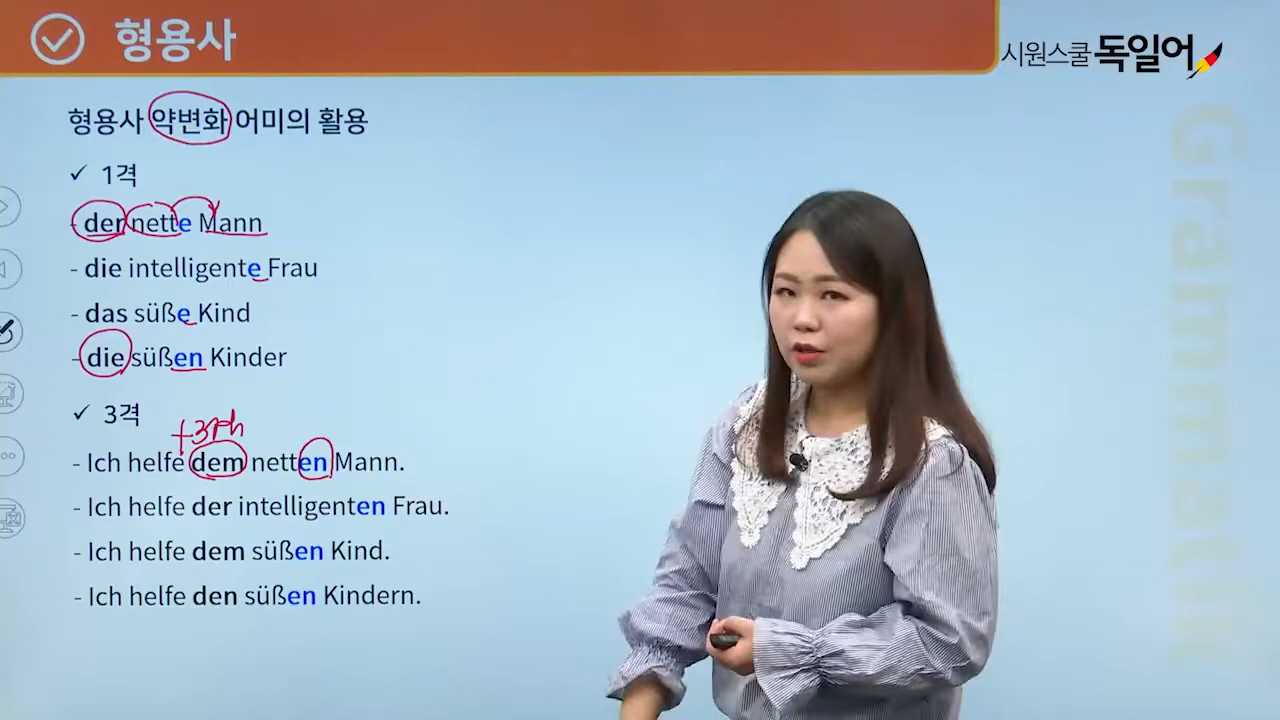 형용사
시원스쿨 독일어
형용사 약변화 어미의 활용
✓ 1격
- der nette Mann
- die intelligente Frau
- das süße Kind
- die süßen Kinder
✓ 3격
+3격
- Ich helfe dem netten Mann.
- Ich helfe der intelligenten Frau.
- Ich helfe dem süßen Kind.
- Ich helfe den süßen Kindern.
Grammatik